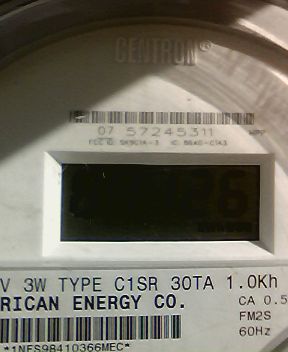 CENTRON®
07 57245311
V 3W TYPE C1SR 30TA 1.0Kh
RICAN ENERGY CO.
CA 0.5
FM2S
60Hz
*1NFS98410366MEC*